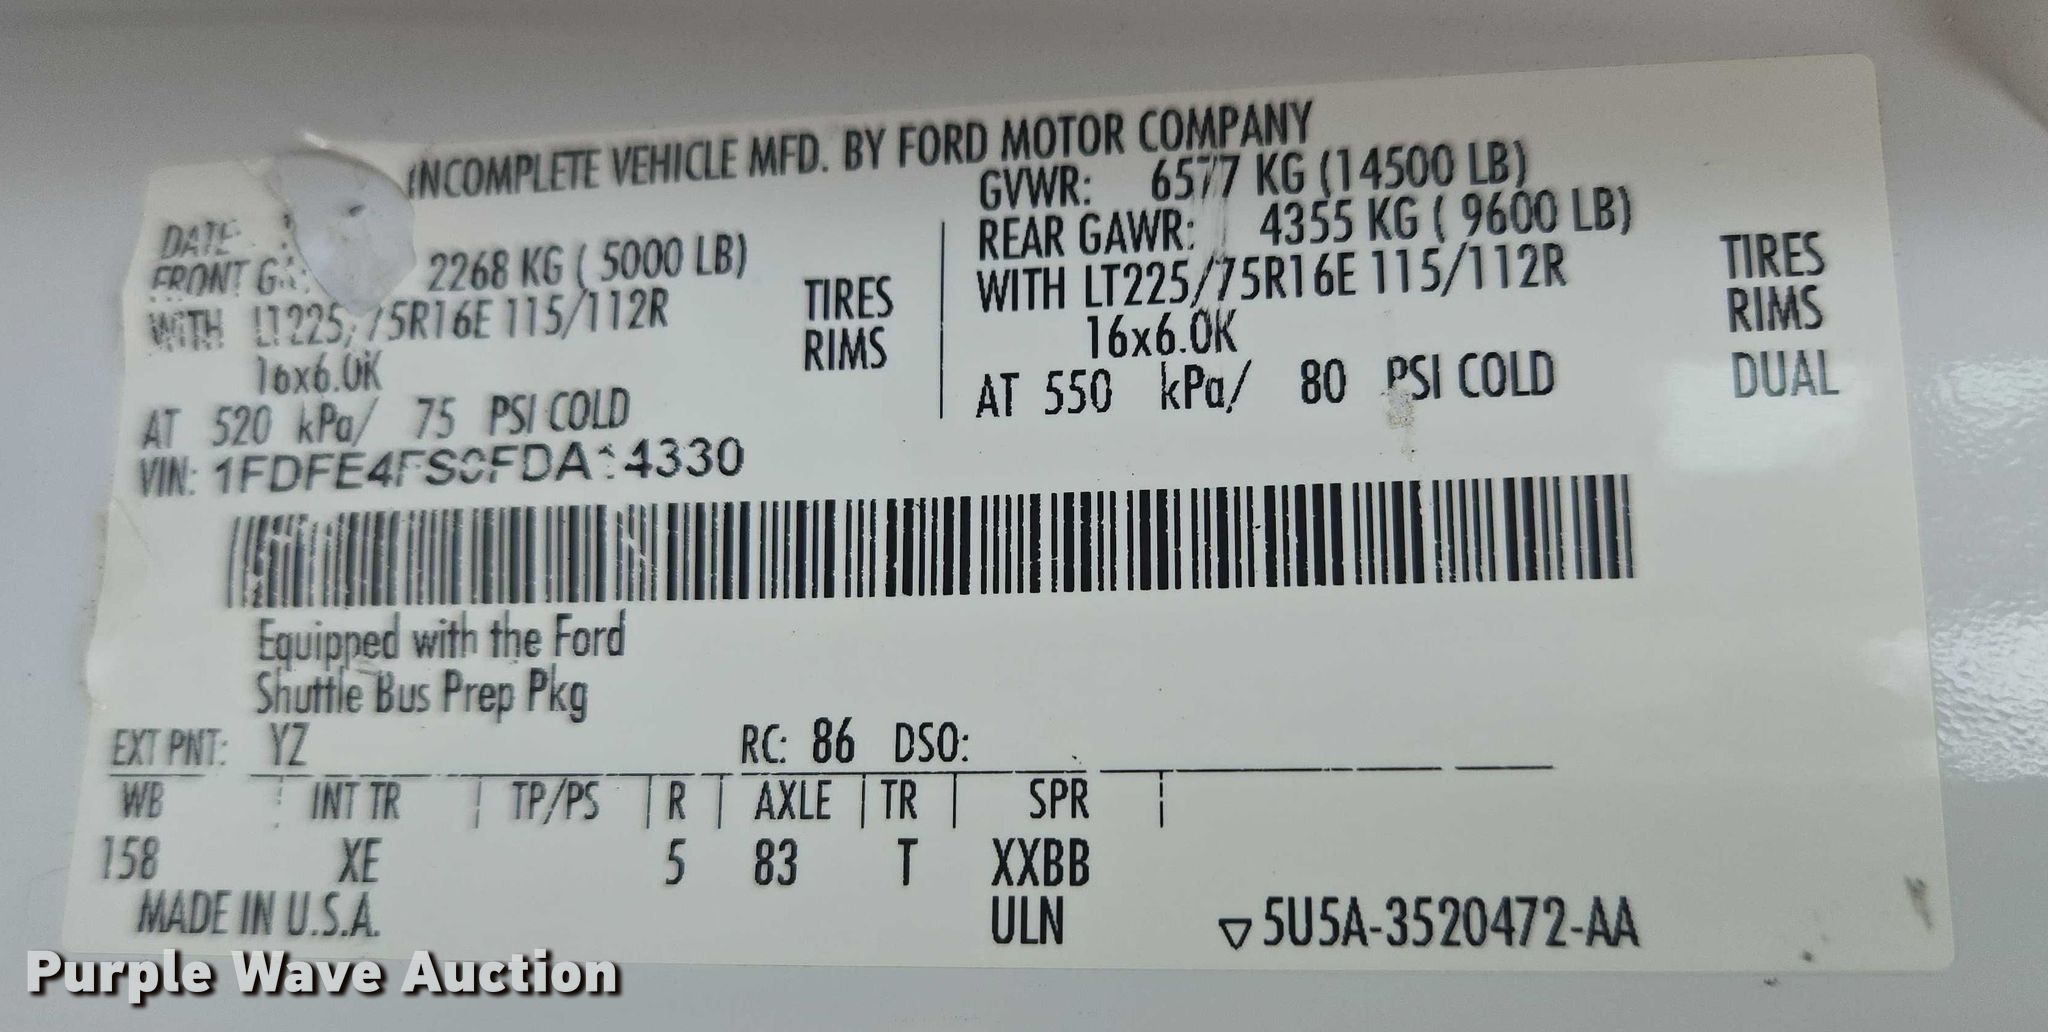 INCOMPLETE VEHICLE MFD. BY FORD MOTOR COMPANY
DATE:
GVWR: 6577 KG (14500 LB)
FRONT 2268 KG ( 5000 LB)
REAR GAWR: 4355 KG ( 9600 LB)
WITH LT225/75R16E 115/112R TIRES
16x6.0K RIMS
AT 520 kPa/ 75 PSI COLD
WITH LT225/75R16E 115/112R TIRES
16x6.0K RIMS
AT 550 kPa/ 80 PSI COLD DUAL
VIN:
Equipped with the Ford
Shuttle Bus Prep Pkg
EXT PNT: YZ RC: 86 DSO:
WB | INT TR | TP/PS | R | AXLE | TR | SPR |
158 XE 5 83 T XXBB
MADE IN U.S.A. ULN ▽5U5A-3520472-AA
Purple Wave Auction